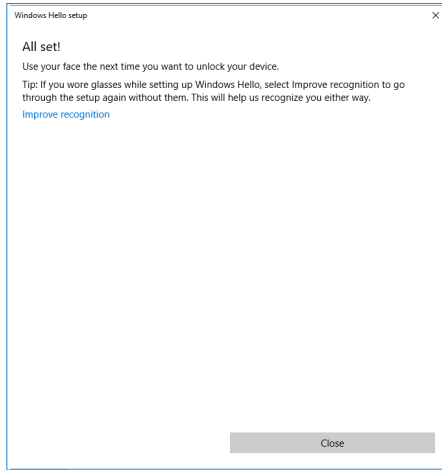 Windows Hello setup
All set!
Use your face the next time you want to unlock your device.
Tip: If you wore glasses while setting up Windows Hello, select Improve recognition to go
through the setup again without them. This will help us recognize you either way.
Improve recognition
Close